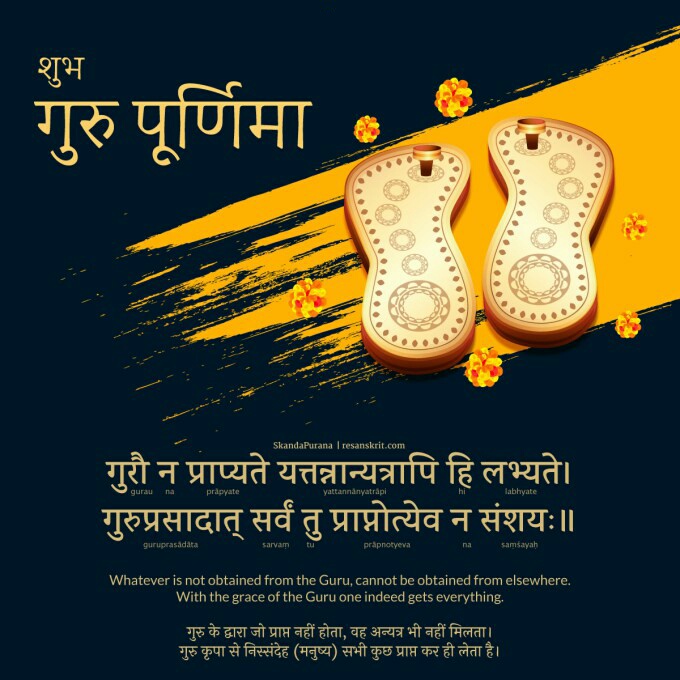 शुभ
गुरु पूर्णिमा
SkandaPurana | resanskrit.com
गुरौ न प्राप्यते यत्तन्नान्यत्रापि हि लभ्यते।
gurau na prāpyate yattannānyatrāpi hi labhyate
गुरुप्रसादात् सर्वं तु प्राप्नोत्येव न संशयः॥
guruprasādāta sarvaṃ tu prāpnotyeva na saṃśayaḥ
Whatever is not obtained from the Guru, cannot be obtained from elsewhere.
With the grace of the Guru one indeed gets everything.
गुरु के द्वारा जो प्राप्त नहीं होता, वह अन्यत्र भी नहीं मिलता।
गुरु कृपा से निस्संदेह (मनुष्य) सभी कुछ प्राप्त कर ही लेता है।